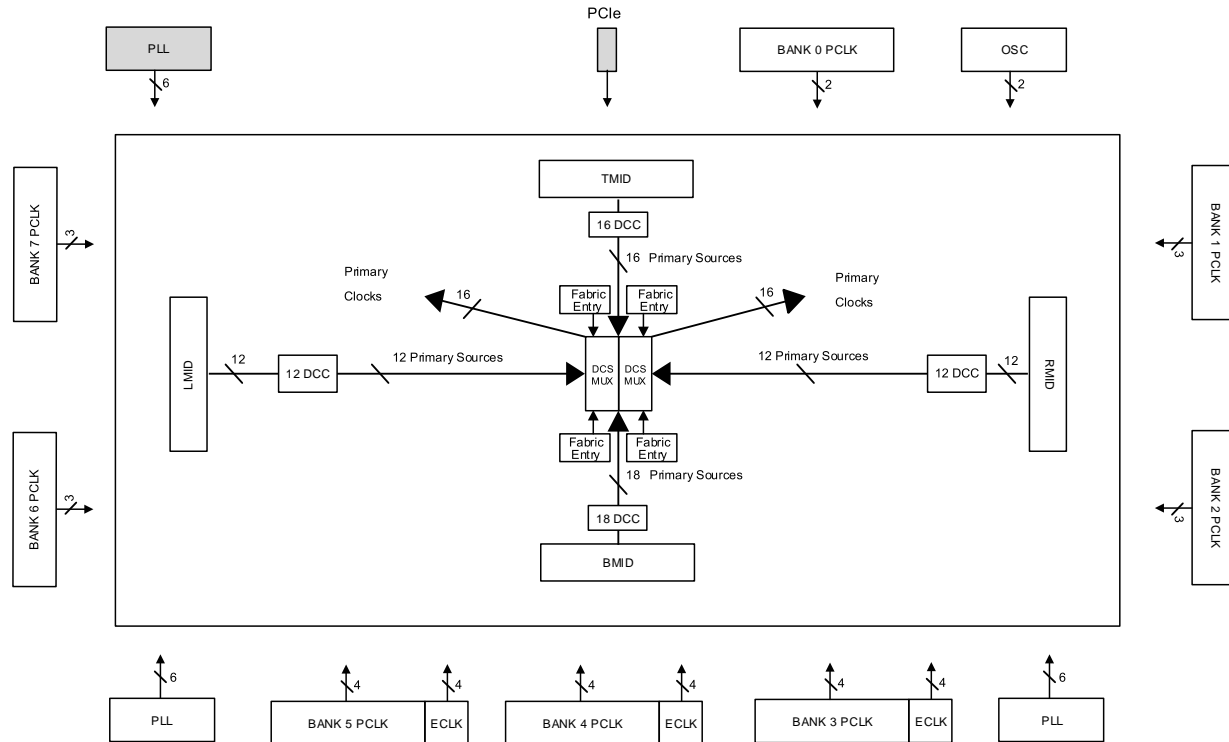 PCIe
PLL
BANK 0 PCLK
OSC
6
2
2
TMID
BANK 7 PCLK
3
BANK 1 PCLK
3
16 DCC
16 Primary Sources
Primary
Clocks
16
Fabric
Entry
Fabric
Entry
16
Primary
Clocks
LMID
12
12 DCC
12 Primary Sources
DCS
MUX
DCS
MUX
12 Primary Sources
12 DCC
12
RMID
Fabric
Entry
Fabric
Entry
18 Primary Sources
BANK 6 PCLK
3
BANK 2 PCLK
3
18 DCC
BMID
6
4
4
4
4
4
4
6
PLL
BANK 5 PCLK
ECLK
BANK 4 PCLK
ECLK
BANK 3 PCLK
ECLK
PLL